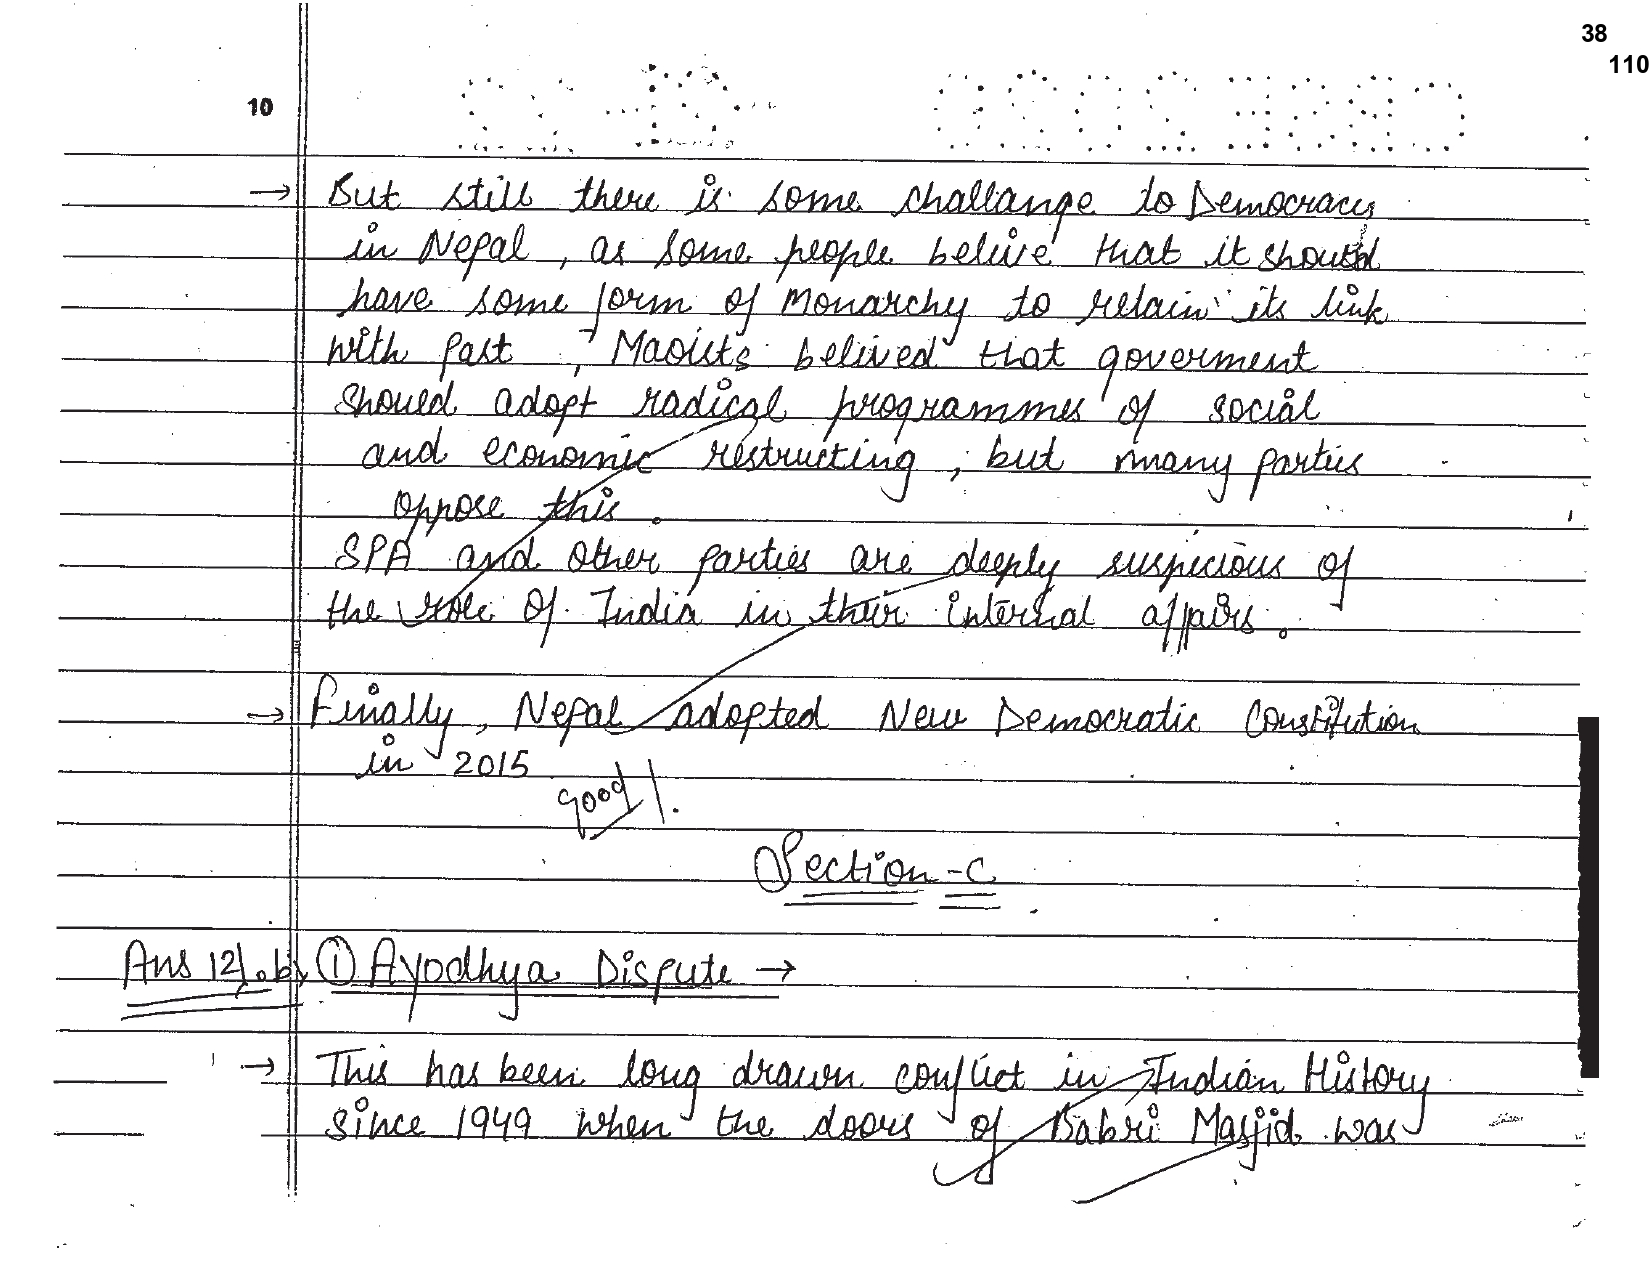 38
110
10
→ But still there is some challange to Democracy
in Nepal, as some people belive that it should
have some form of Monarchy to retain its link
with past, Maoists belived that goverment
should adopt radical programmes of social
and economic restructing, but many parties
oppose this.
SPA and other parties are deeply suspicious of
the role of India in their internal affairs.
→ Finally, Nepal adopted New Democratic Constitution
in 2015
good
Section - C
Ans 12). b) ① Ayodhya Dispute →
→ This has been long drawn conflict in Indian History
since 1949 when the doors of Babri Masjid was